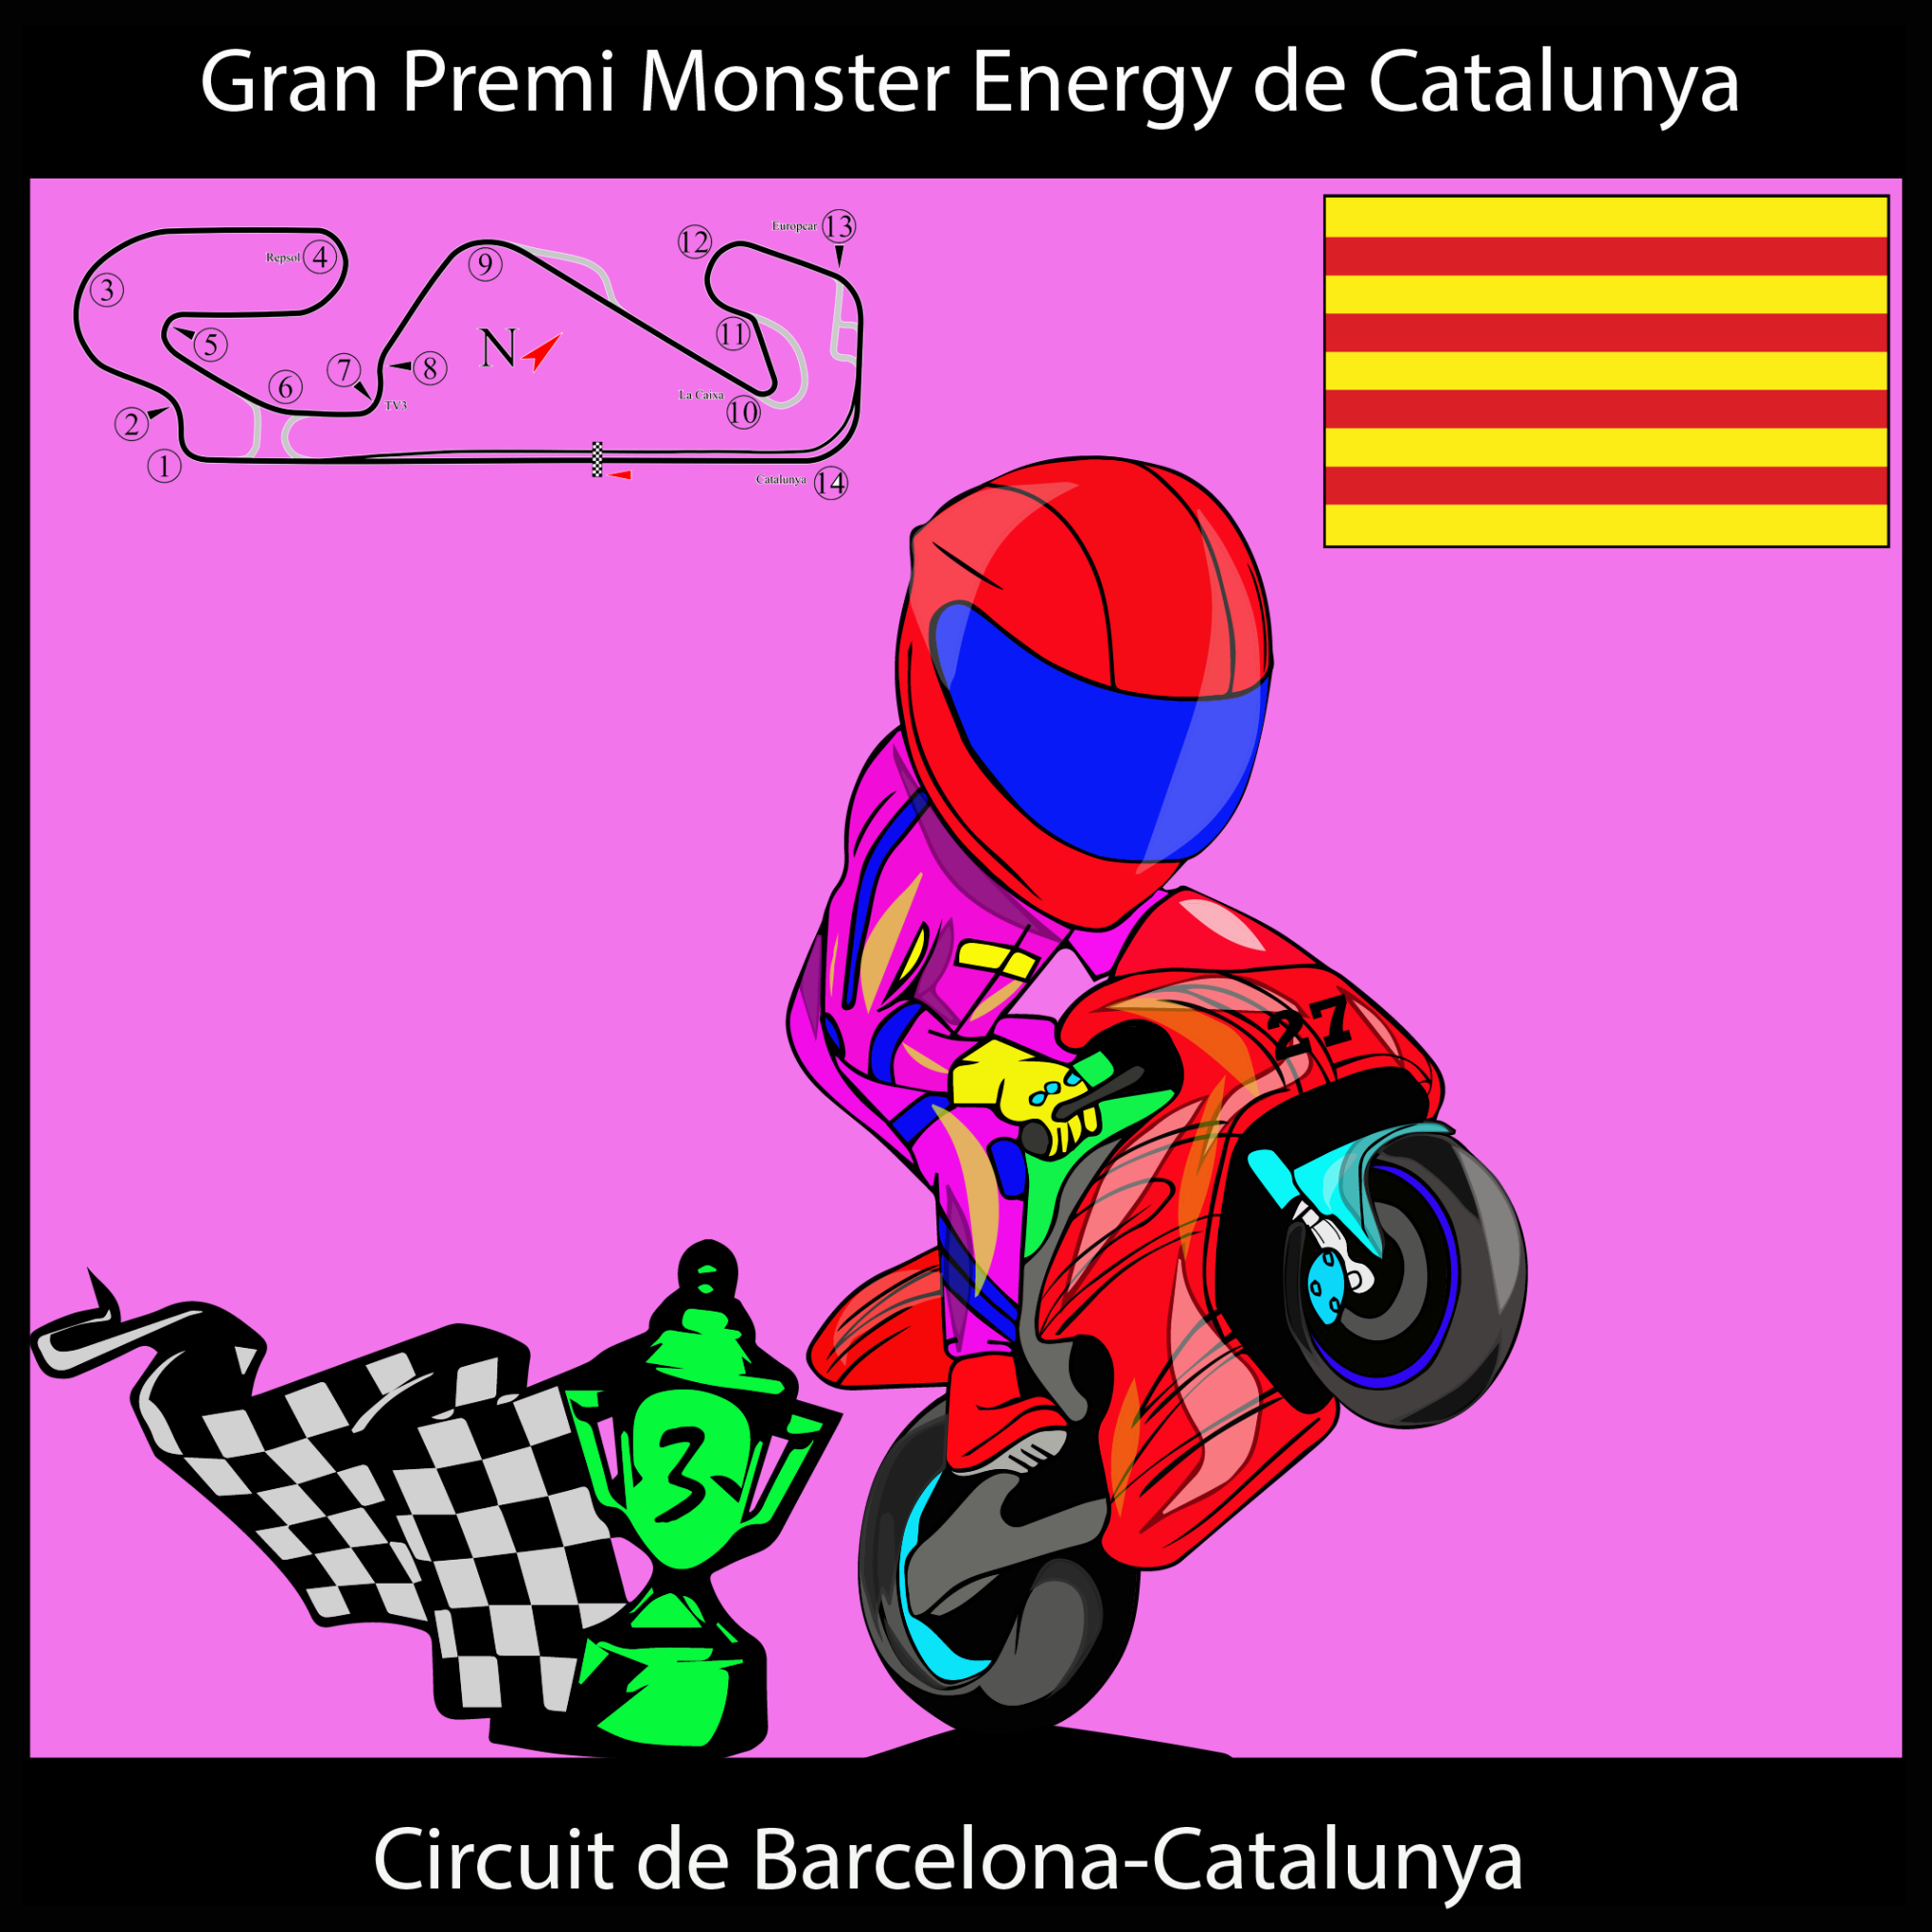 Gran Premi Monster Energy de Catalunya
Europcar 13
12
4 Repsol
9
3
11
N
5
7
8
6
TV3
La Caixa
10
2
1
Catalunya 14
27
3
Circuit de Barcelona-Catalunya